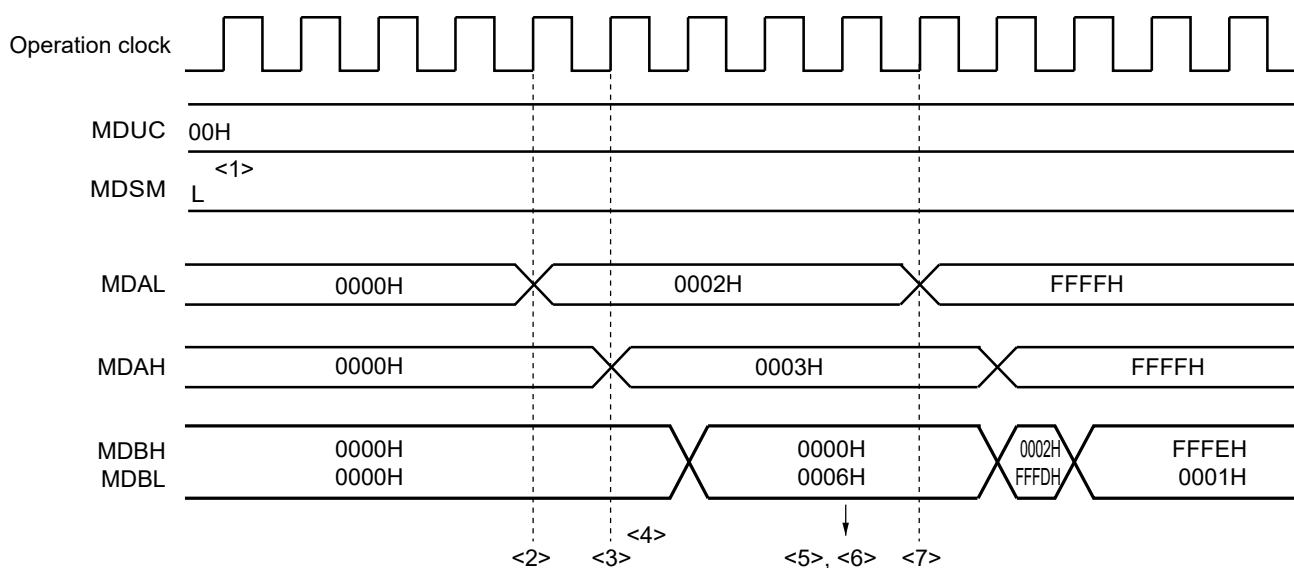 Operation clock
MDUC 00H
<1>
MDSM L
MDAL 0000H 0002H FFFFH
MDAH 0000H 0003H FFFFH
MDBH 0000H 0000H 0002H FFFEH
MDBL 0000H 0006H FFFDH 0001H
<4>
<2> <3> <5>, <6> <7>